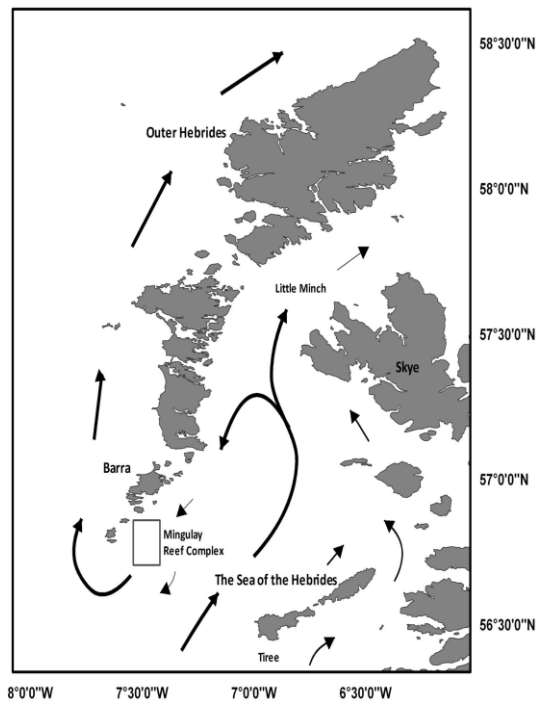 58°30'0"N
Outer Hebrides
58°0'0"N
Little Minch
57°30'0"N
Skye
Barra
57°0'0"N
Mingulay
Reef Complex
The Sea of the Hebrides
56°30'0"N
Tiree
8°0'0"W 7°30'0"W 7°0'0"W 6°30'0"W